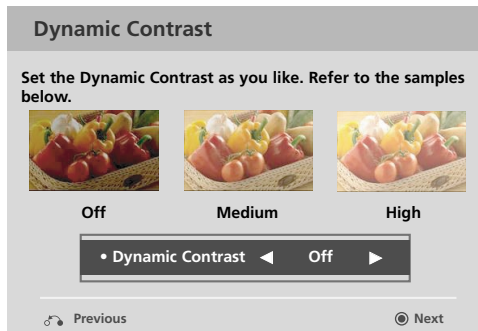 Dynamic Contrast
Set the Dynamic Contrast as you like. Refer to the samples
below.
Off Medium High
• Dynamic Contrast ◀ Off ▶
Previous Next